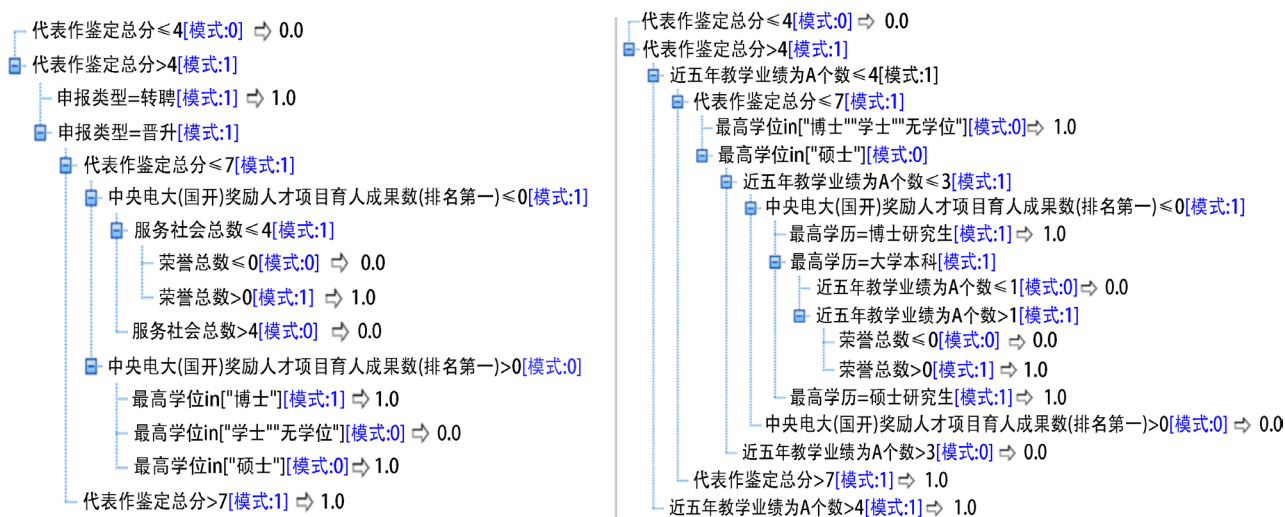 代表作鉴定总分≤4[模式:0] ⇨ 0.0
代表作鉴定总分>4[模式:1]
申报类型=转聘[模式:1] ⇨ 1.0
申报类型=晋升[模式:1]
代表作鉴定总分≤7[模式:1]
中央电大(国开)奖励人才项目育人成果数(排名第一)≤0[模式:1]
服务社会总数≤4[模式:1]
荣誉总数≤0[模式:0] ⇨ 0.0
荣誉总数>0[模式:1] ⇨ 1.0
服务社会总数>4[模式:0] ⇨ 0.0
中央电大(国开)奖励人才项目育人成果数(排名第一)>0[模式:0]
最高学位in["博士"][模式:1] ⇨ 1.0
最高学位in["学士""无学位"][模式:0] ⇨ 0.0
最高学位in["硕士"][模式:0] ⇨ 1.0
代表作鉴定总分>7[模式:1] ⇨ 1.0
代表作鉴定总分≤4[模式:0] ⇨ 0.0
代表作鉴定总分>4[模式:1]
近五年教学业绩为A个数≤4[模式:1]
代表作鉴定总分≤7[模式:1]
最高学位in["博士""学士""无学位"][模式:0] ⇨ 1.0
最高学位in["硕士"][模式:0]
近五年教学业绩为A个数≤3[模式:1]
中央电大(国开)奖励人才项目育人成果数(排名第一)≤0[模式:1]
最高学历=博士研究生[模式:1] ⇨ 1.0
最高学历=大学本科[模式:1]
近五年教学业绩为A个数≤1[模式:0] ⇨ 0.0
近五年教学业绩为A个数>1[模式:1]
荣誉总数≤0[模式:0] ⇨ 0.0
荣誉总数>0[模式:1] ⇨ 1.0
最高学历=硕士研究生[模式:1] ⇨ 1.0
中央电大(国开)奖励人才项目育人成果数(排名第一)>0[模式:0] ⇨ 0.0
近五年教学业绩为A个数>3[模式:0] ⇨ 0.0
代表作鉴定总分>7[模式:1] ⇨ 1.0
近五年教学业绩为A个数>4[模式:1] ⇨ 1.0